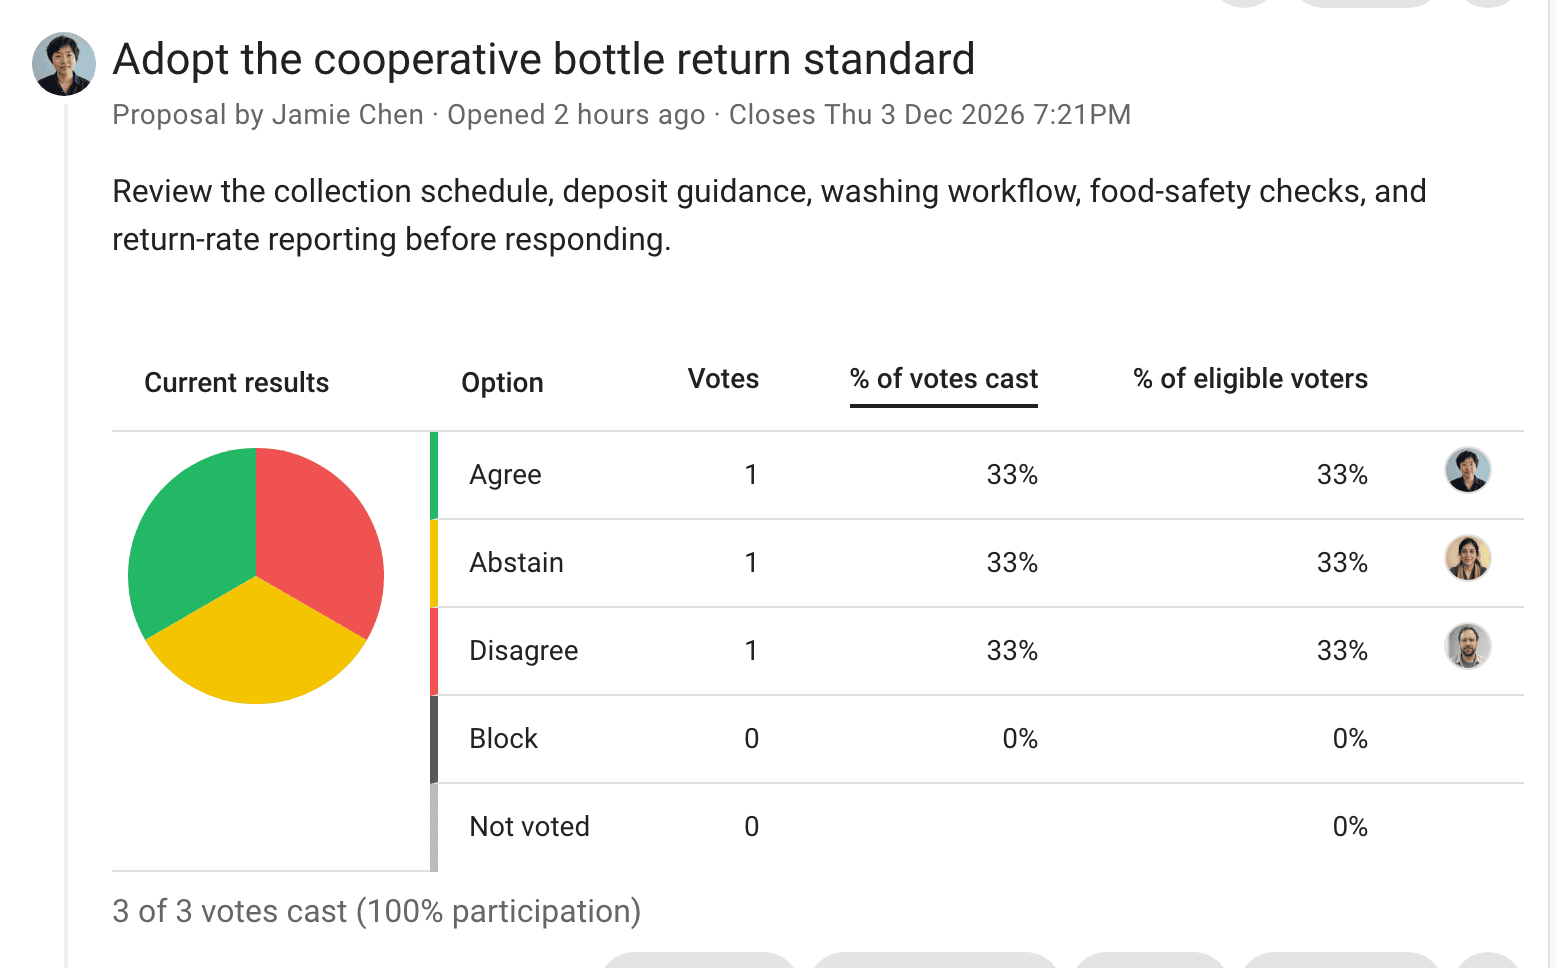 Adopt the cooperative bottle return standard
Proposal by Jamie Chen · Opened 2 hours ago · Closes Thu 3 Dec 2026 7:21PM
Review the collection schedule, deposit guidance, washing workflow, food-safety checks, and
return-rate reporting before responding.
Current results Option Votes % of votes cast % of eligible voters
Agree 1 33% 33%
Abstain 1 33% 33%
Disagree 1 33% 33%
Block 0 0% 0%
Not voted 0 0%
3 of 3 votes cast (100% participation)